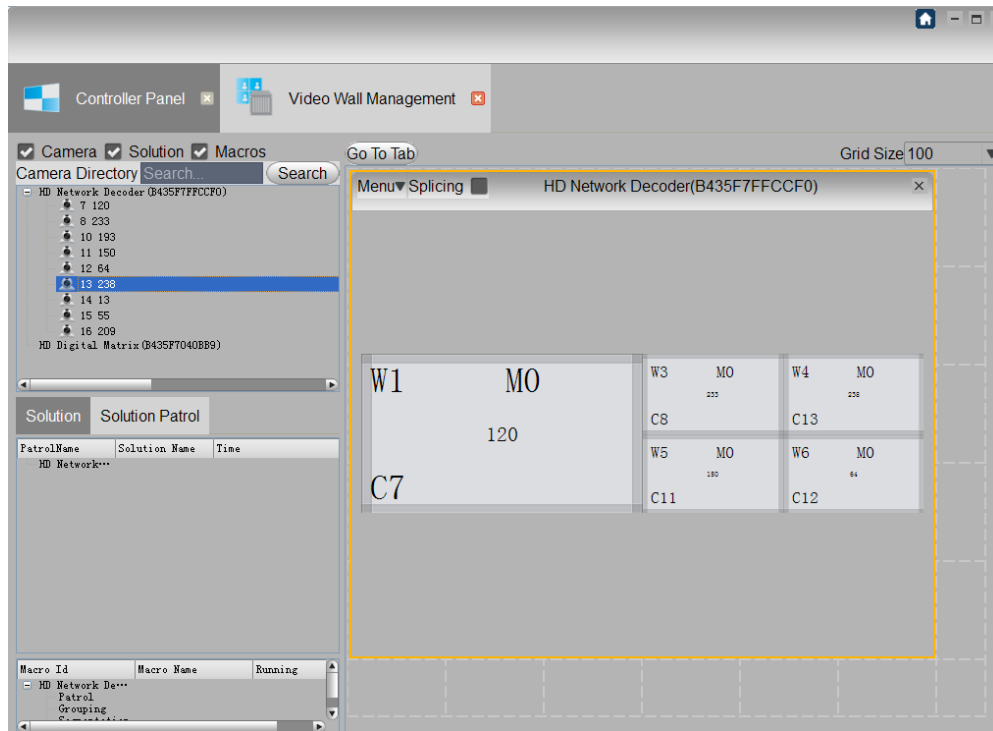 Controller Panel
Video Wall Management
Camera Solution Macros
Go To Tab
Grid Size 100
Camera Directory Search... Search
HD Network Decoder(B435F7FFCCF0)
7 120
8 233
10 193
11 150
12 64
13 238
14 13
15 55
16 209
HD Digital Matrix(B435F7040BB9)
Menu Splicing HD Network Decoder(B435F7FFCCF0)
W1 M0
120
C7
W3 M0
233
C8
W4 M0
238
C13
W5 M0
150
C11
W6 M0
64
C12
Solution Solution Patrol
PatrolName Solution Name Time
HD Network···
Macro Id Macro Name Running
HD Network De···
Patrol
Grouping